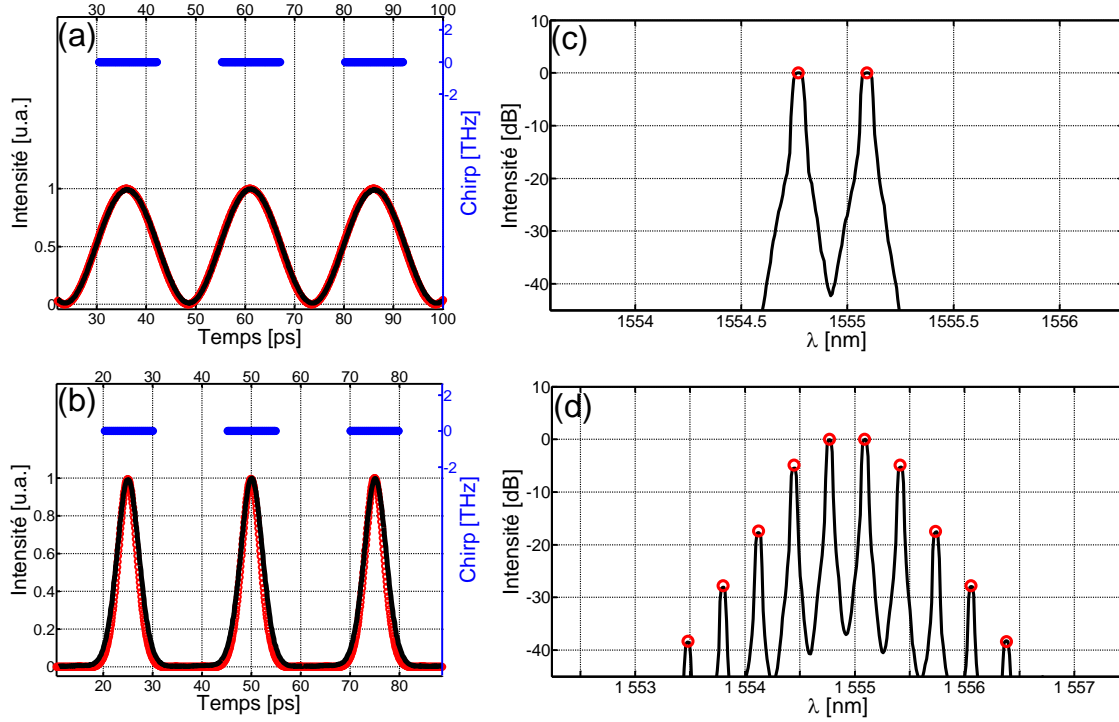 20 30 40 50 60 70 80 90 100
(a)
2
0
-2
Chirp [THz]
1
0.5
0
Intensité [u.a.]
30 40 50 60 70 80 90 100
Temps [ps]
(c)
10
0
-10
-20
-30
-40
Intensité [dB]
1554 1554.5 1555 1555.5 1556
λ [nm]
20 30 40 50 60 70 80
(b)
2
0
-2
Chirp [THz]
1
0.8
0.6
0.4
0.2
0
Intensité [u.a.]
20 30 40 50 60 70 80
Temps [ps]
(d)
10
0
-10
-20
-30
-40
Intensité [dB]
1 553 1 554 1 555 1 556 1 557
λ [nm]